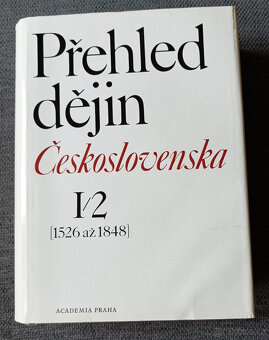 Přehled
dějin
Československa
I/2
[1526 až 1848]
ACADEMIA PRAHA